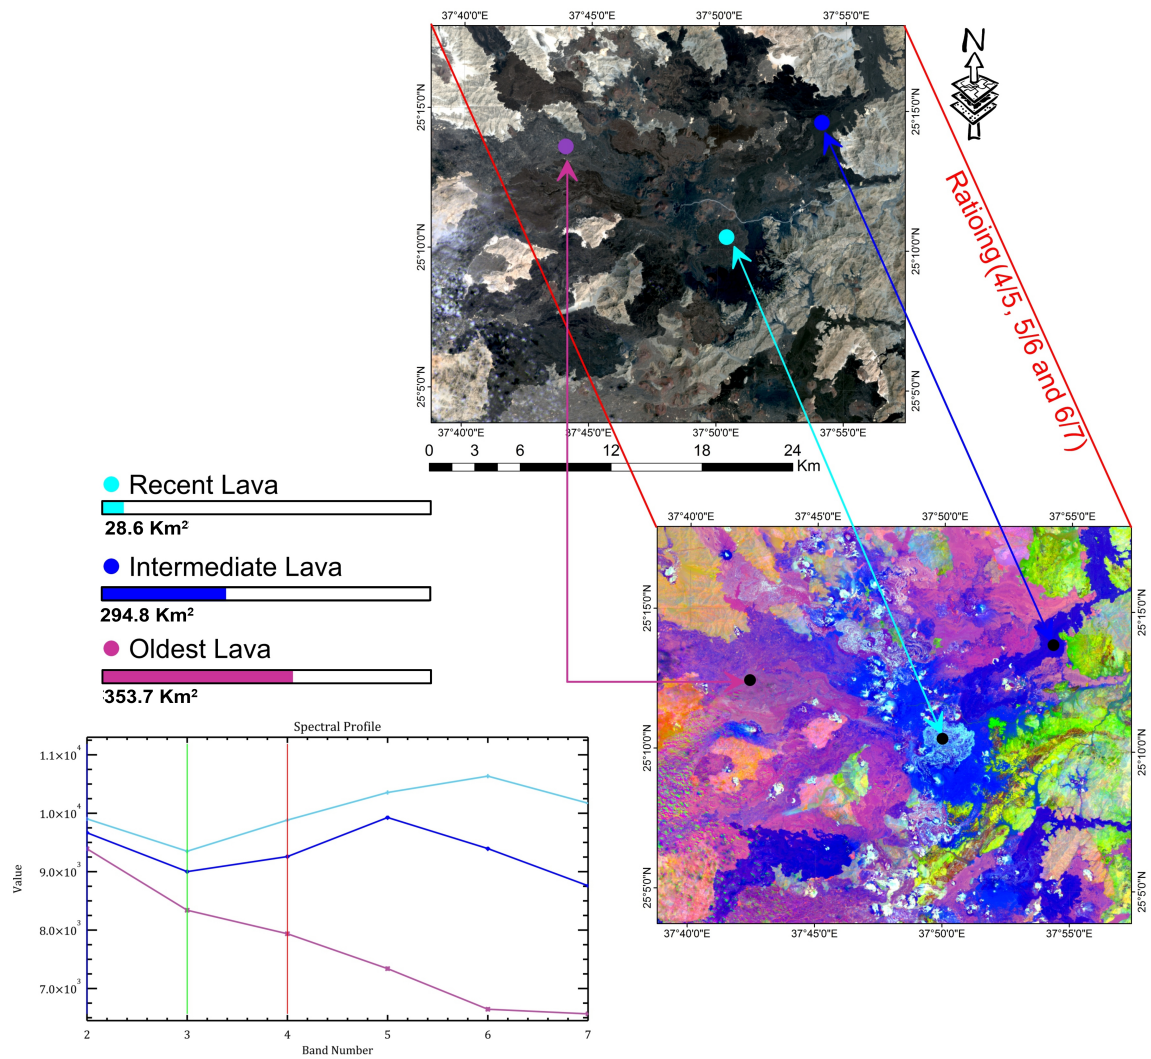 37°40'0"E 37°45'0"E 37°50'0"E 37°55'0"E
N
25°15'0"N
25°15'0"N
25°10'0"N
25°10'0"N
25°5'0"N
25°5'0"N
37°40'0"E 37°45'0"E 37°50'0"E 37°55'0"E
Ratioing (4/5, 5/6 and 6/7)
0 3 6 12 18 24
Km
Recent Lava
28.6 Km²
Intermediate Lava
294.8 Km²
Oldest Lava
353.7 Km²
37°40'0"E 37°45'0"E 37°50'0"E 37°55'0"E
25°15'0"N
25°15'0"N
25°10'0"N
25°10'0"N
25°5'0"N
25°5'0"N
37°40'0"E 37°45'0"E 37°50'0"E 37°55'0"E
Spectral Profile
1.1×10⁴
1.0×10⁴
9.0×10³
8.0×10³
7.0×10³
Value
2 3 4 5 6 7
Band Number